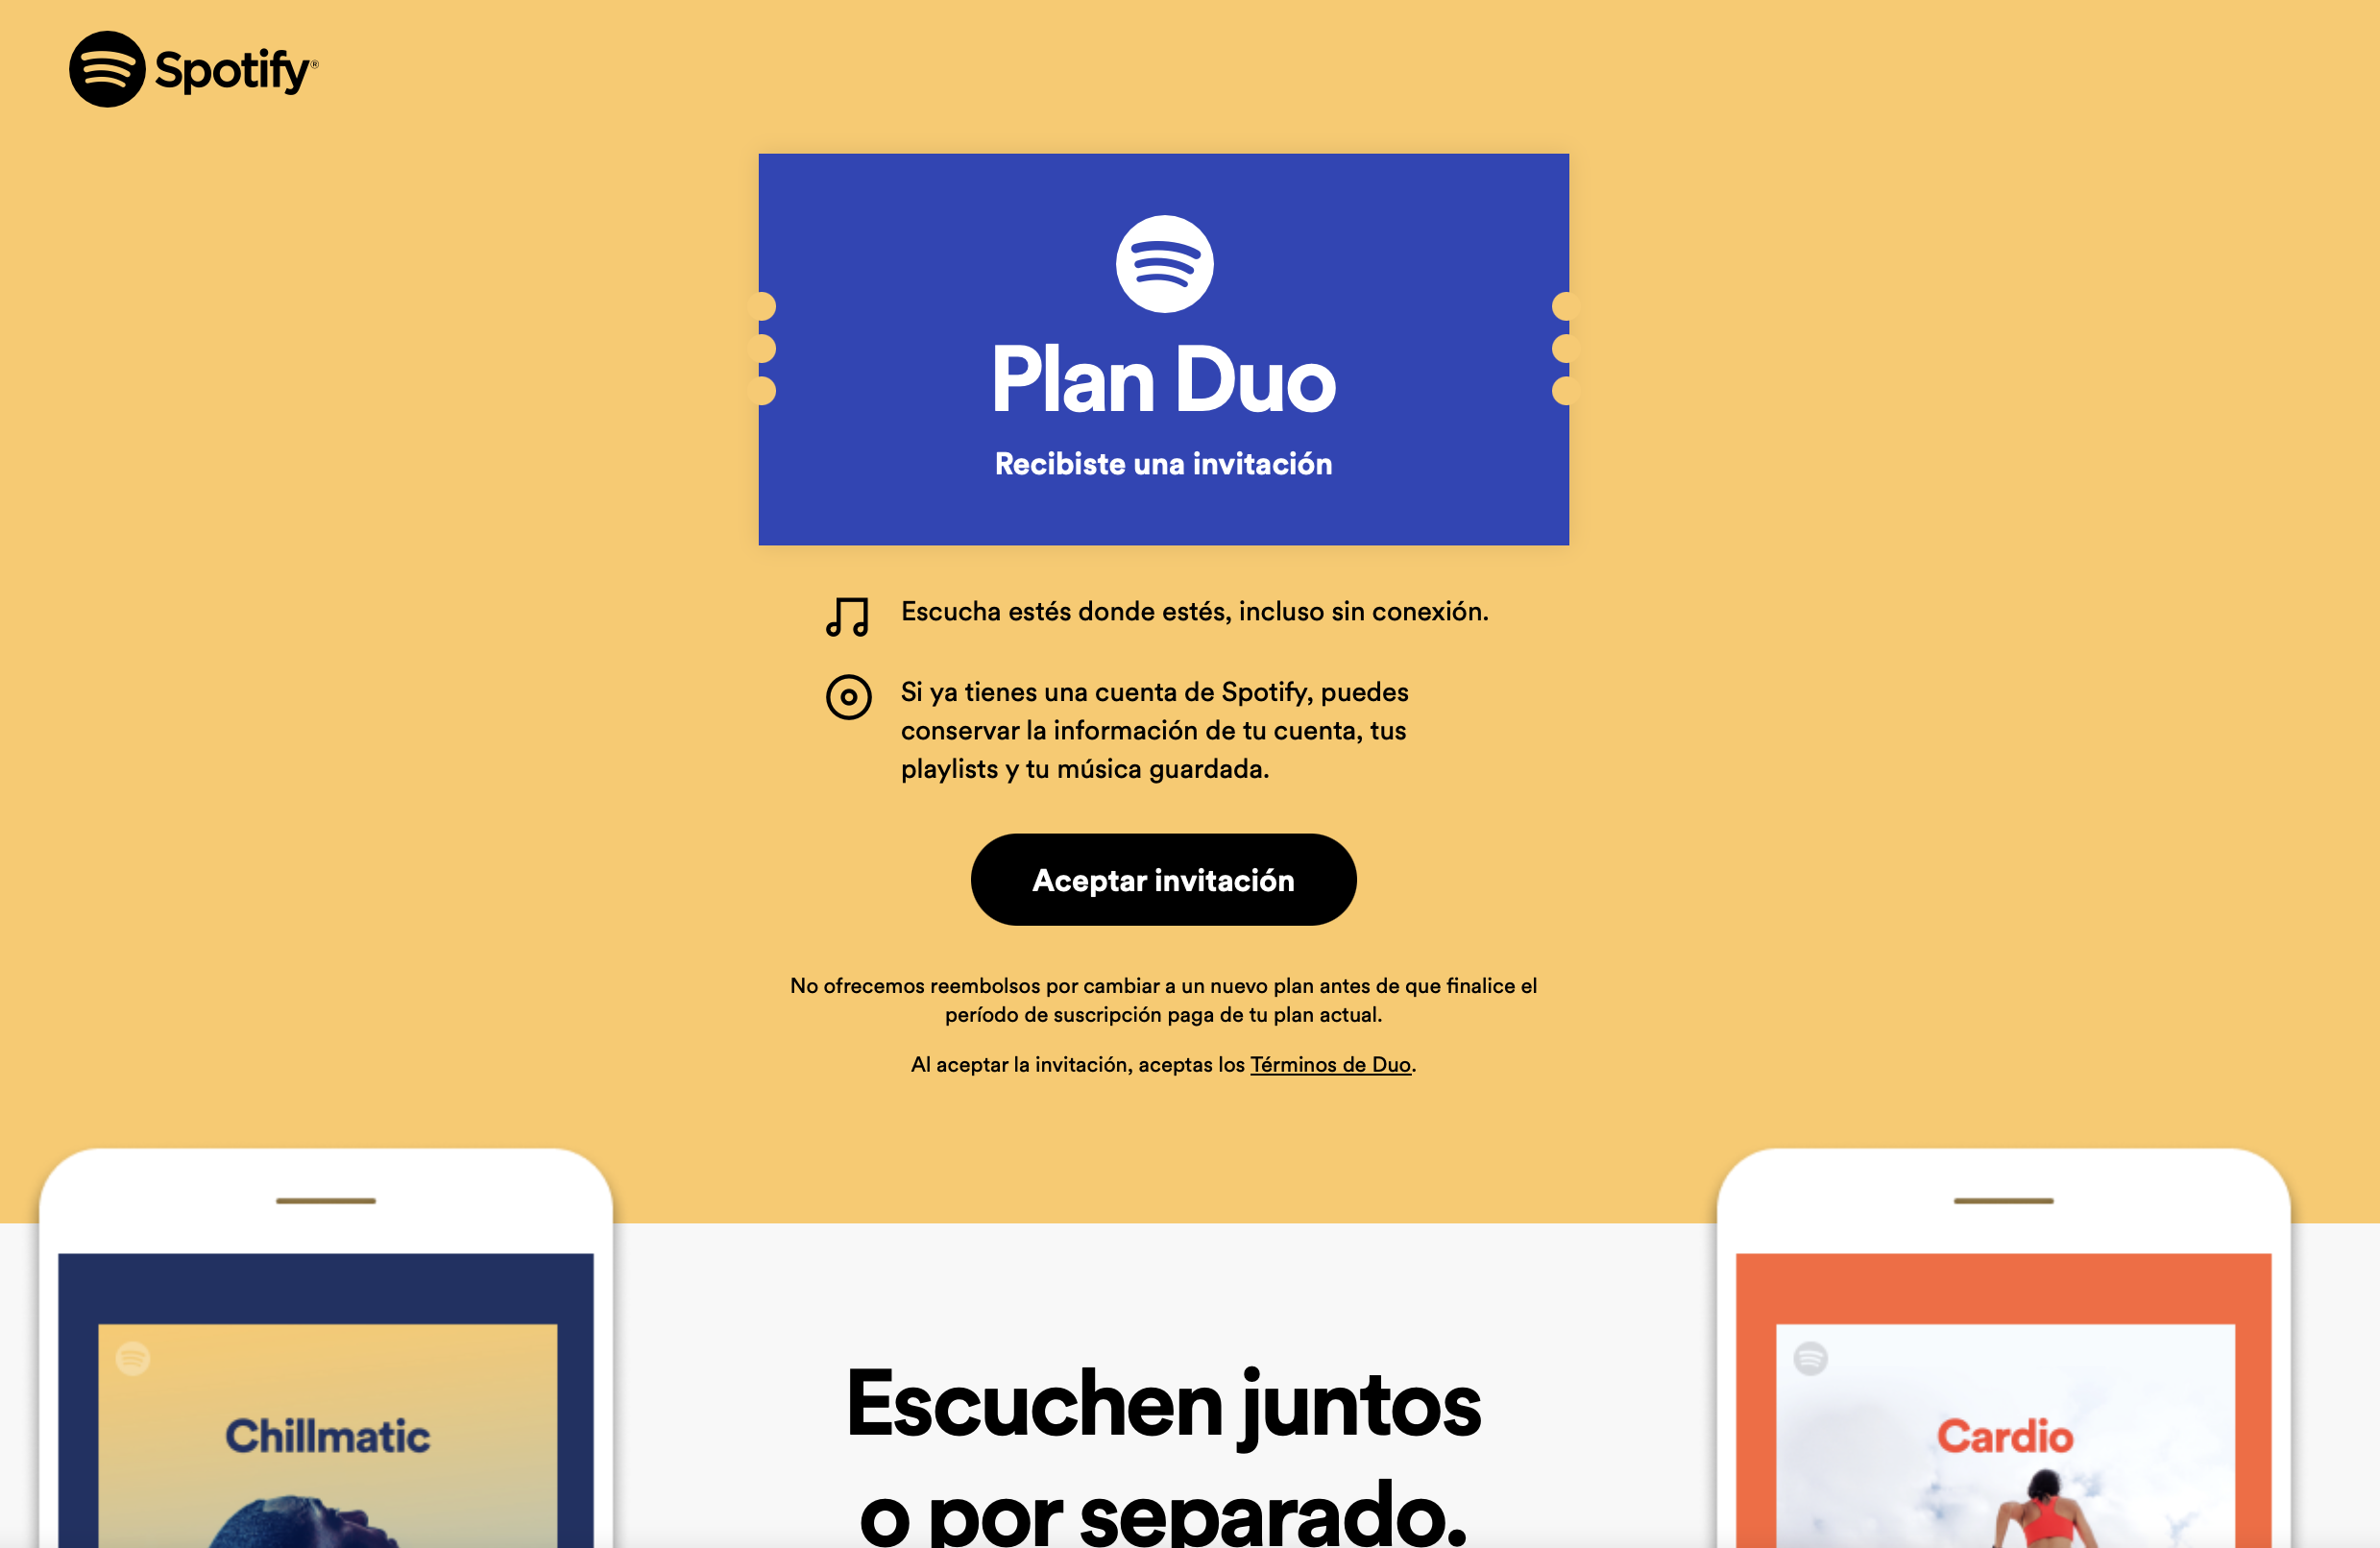 Spotify®
Plan Duo
Recibiste una invitación
Escucha estés donde estés, incluso sin conexión.
Si ya tienes una cuenta de Spotify, puedes
conservar la información de tu cuenta, tus
playlists y tu música guardada.
Aceptar invitación
No ofrecemos reembolsos por cambiar a un nuevo plan antes de que finalice el
período de suscripción paga de tu plan actual.
Al aceptar la invitación, aceptas los Términos de Duo.
Chillmatic
Escuchen juntos
o por separado.
Cardio